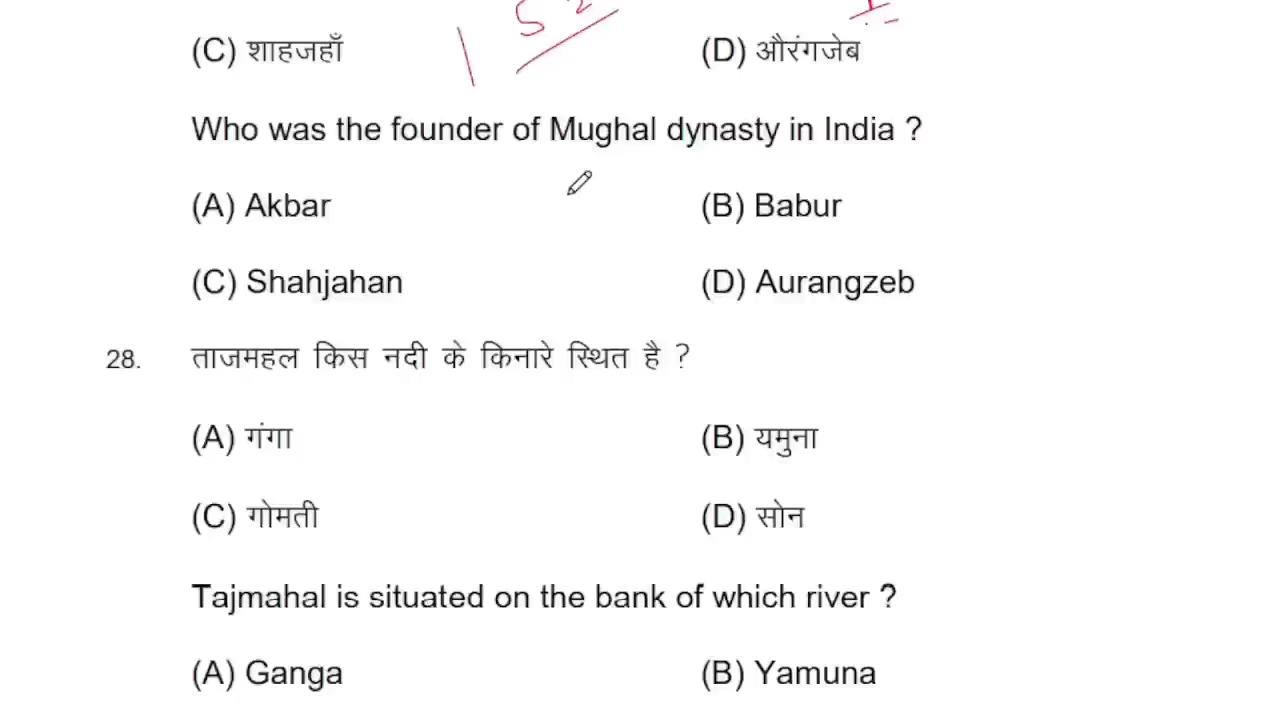 (C) शाहजहाँ (D) औरंगजेब
Who was the founder of Mughal dynasty in India ?
(A) Akbar (B) Babur
(C) Shahjahan (D) Aurangzeb
28. ताजमहल किस नदी के किनारे स्थित है ?
(A) गंगा (B) यमुना
(C) गोमती (D) सोन
Tajmahal is situated on the bank of which river ?
(A) Ganga (B) Yamuna